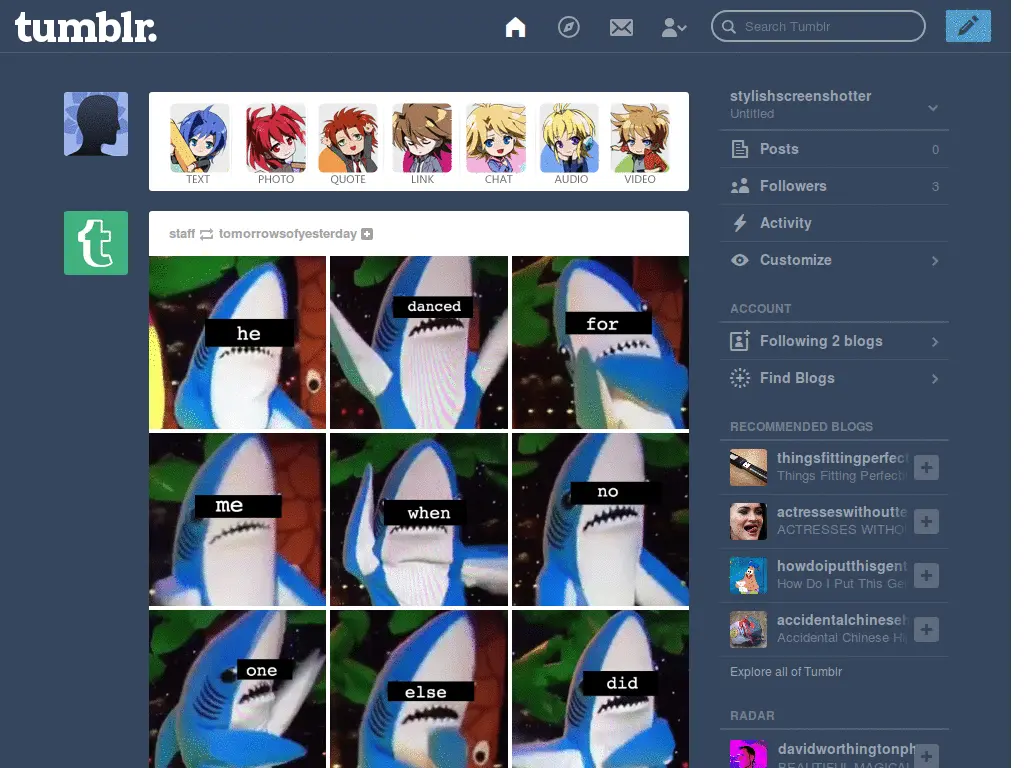 tumblr.
Search Tumblr
TEXT
PHOTO
QUOTE
LINK
CHAT
AUDIO
VIDEO
staff tomorrowsofyesterday
he
danced
for
me
when
no
one
else
did
stylishscreenshotter
Untitled
Posts 0
Followers 3
Activity
Customize
ACCOUNT
Following 2 blogs
Find Blogs
RECOMMENDED BLOGS
thingsfittingperfec
Things Fitting Perfectl
actresseswithoutte
ACTRESSES WITHO
howdoiputthisgent
How Do I Put This Ge
accidentalchineseh
Accidental Chinese Hi
Explore all of Tumblr
RADAR
davidworthingtonph
BEAUTIFUL MAGICAL